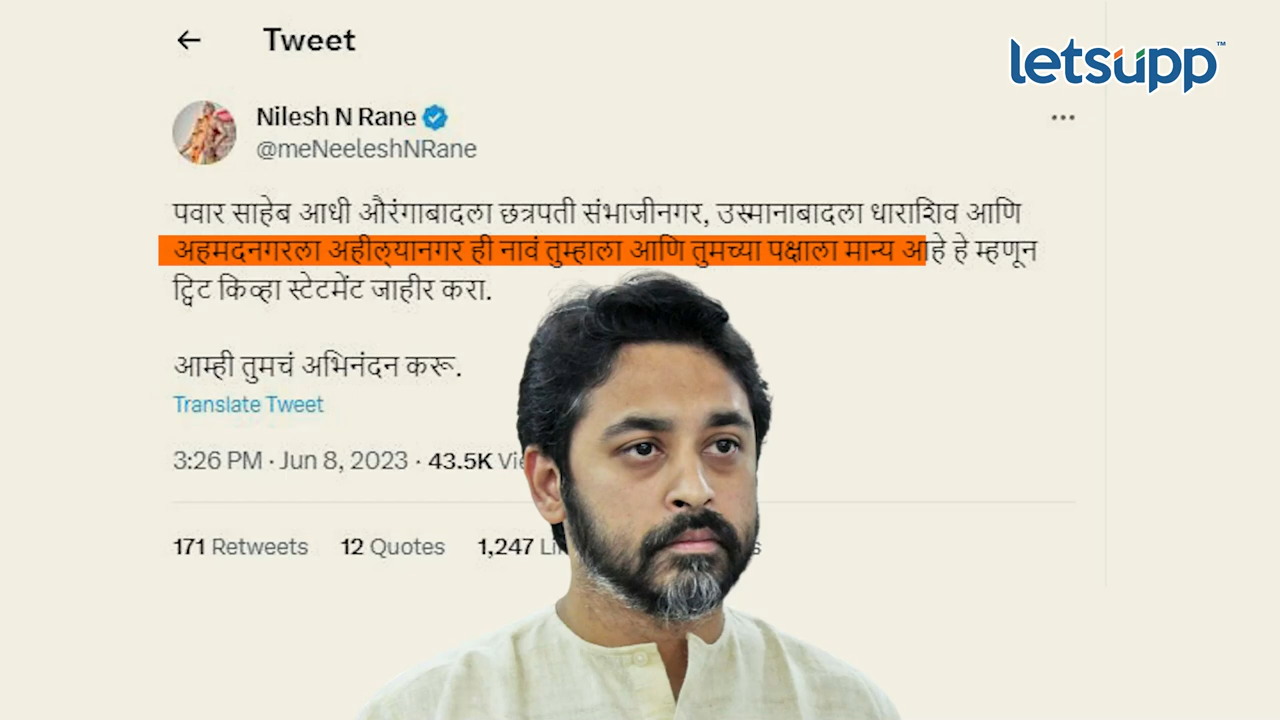 ← Tweet
letsupp™
Nilesh N Rane
@meNeeleshNRane
पवार साहेब आधी औरंगाबादला छत्रपती संभाजीनगर, उस्मानाबादला धाराशिव आणि
अहमदनगरला अहील्यानगर ही नावं तुम्हाला आणि तुमच्या पक्षाला मान्य आहे हे म्हणून
ट्विट किव्हा स्टेटमेंट जाहीर करा.
आम्ही तुमचं अभिनंदन करू.
Translate Tweet
3:26 PM · Jun 8, 2023 · 43.5K
171 Retweets 12 Quotes 1,247